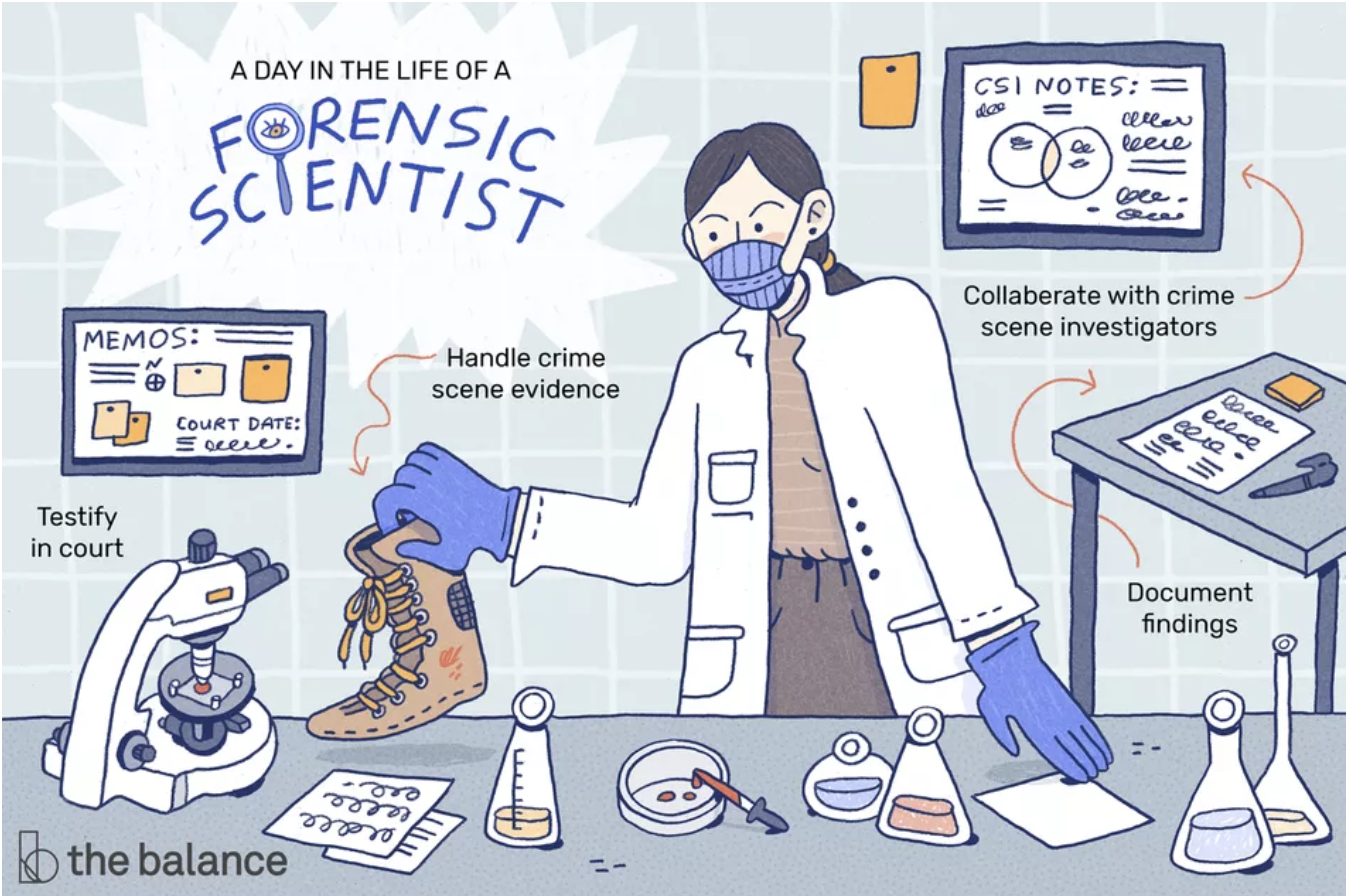 A DAY IN THE LIFE OF A
FORENSIC
SCIENTIST
CSI NOTES:
Collaberate with crime
scene investigators
MEMOS:
N
COURT DATE:
Handle crime
scene evidence
Testify
in court
Document
findings
the balance